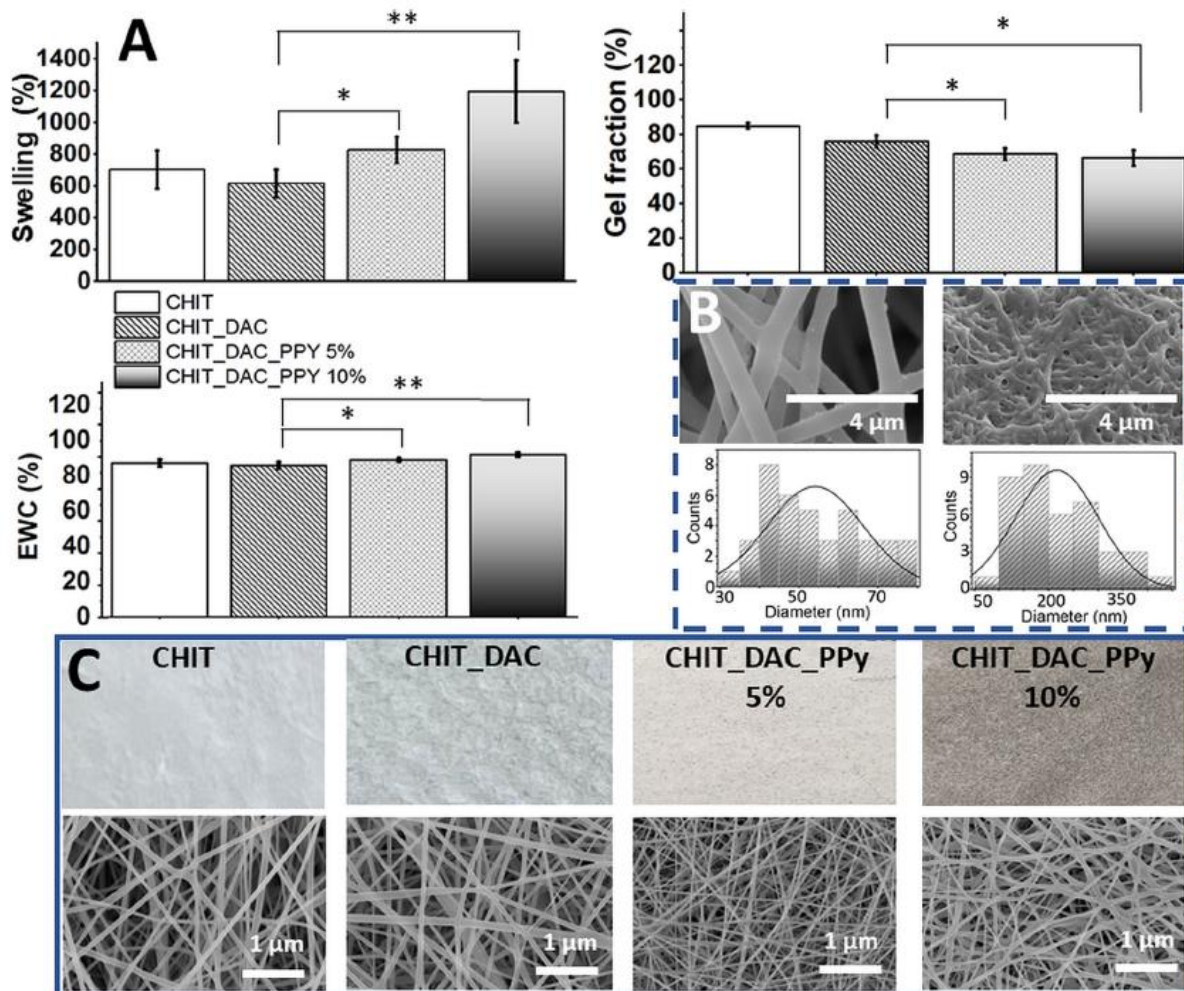 A
**
*
1400
1200
1000
800
600
400
200
0
Swelling (%)
*
*
120
100
80
60
40
20
0
Gel fraction (%)
CHIT
CHIT_DAC
CHIT_DAC_PPY 5%
CHIT_DAC_PPY 10%
**
*
120
100
80
60
40
20
0
EWC (%)
B
4 μm
4 μm
8
6
4
2
0
Counts
30 50 70
Diameter (nm)
9
6
3
0
Counts
50 200 350
Diameter (nm)
C
CHIT
CHIT_DAC
CHIT_DAC_PPy
5%
CHIT_DAC_PPy
10%
1 μm
1 μm
1 μm
1 μm